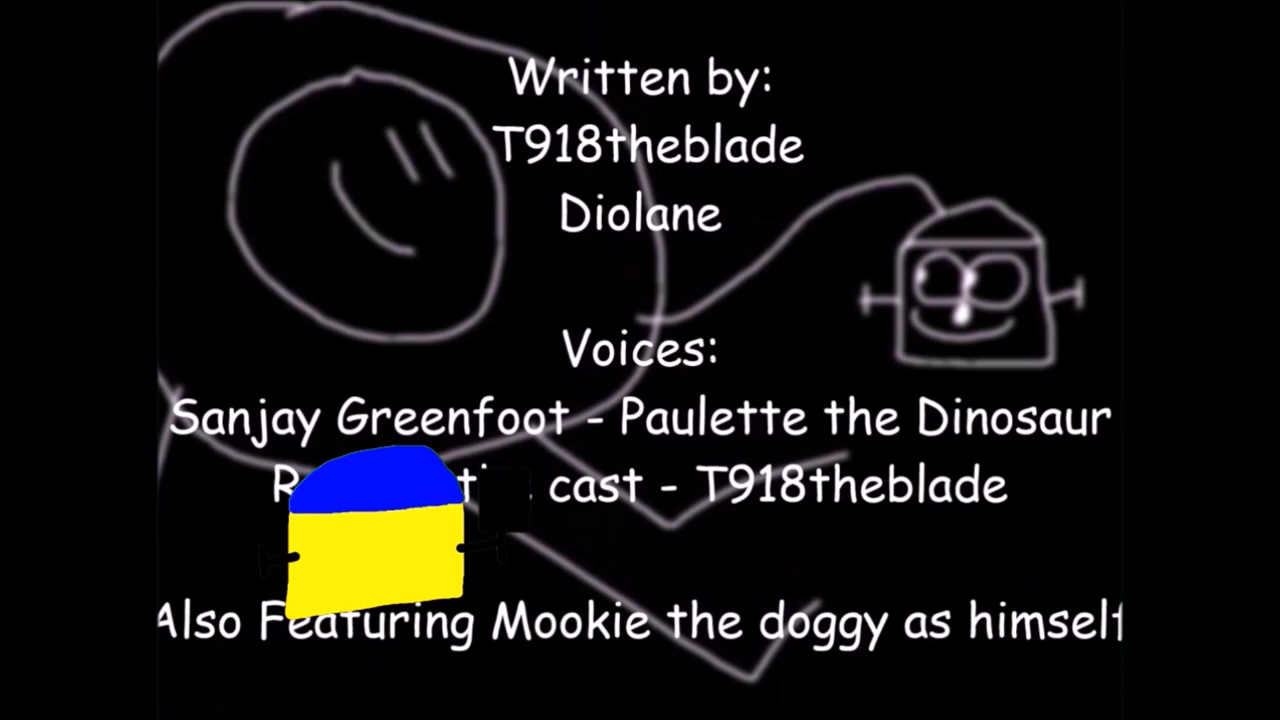 Written by:
T918theblade
Diolane
Voices:
Sanjay Greenfoot - Paulette the Dinosaur
cast - T918theblade
Also Featuring Mookie the doggy as himself